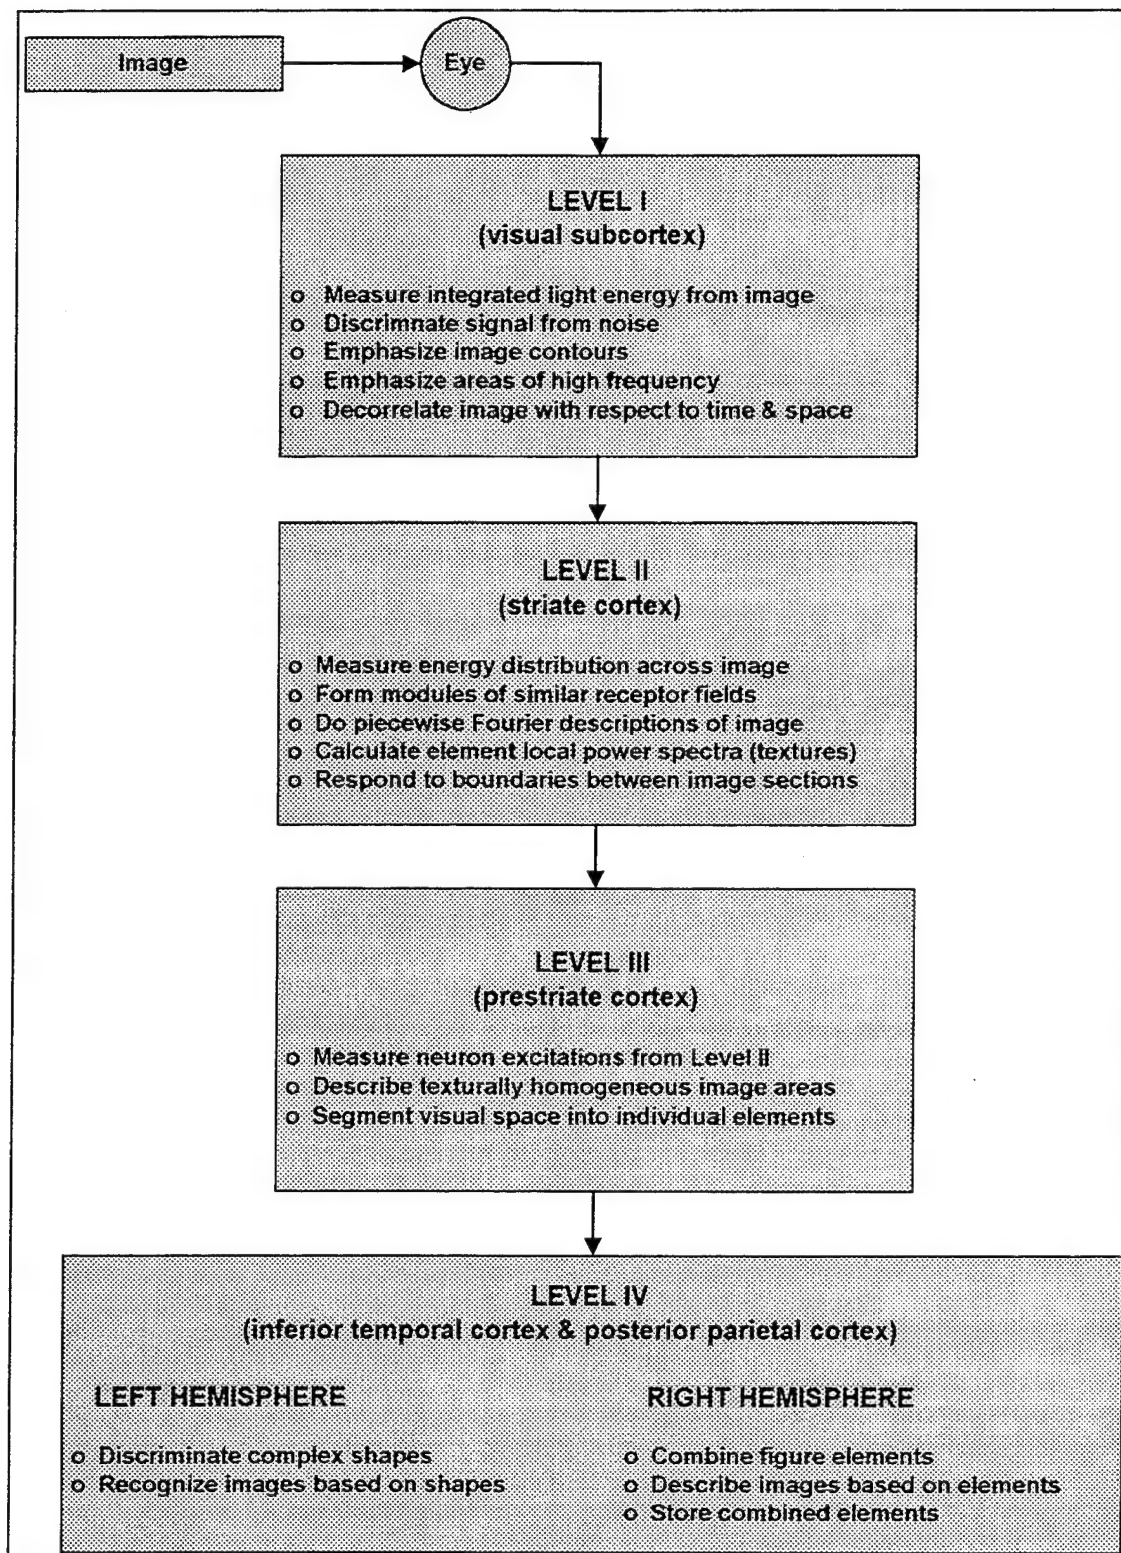 Image
Eye
LEVEL I
(visual subcortex)
o Measure integrated light energy from image
o Discrimnate signal from noise
o Emphasize image contours
o Emphasize areas of high frequency
o Decorrelate image with respect to time & space
LEVEL II
(striate cortex)
o Measure energy distribution across image
o Form modules of similar receptor fields
o Do piecewise Fourier descriptions of image
o Calculate element local power spectra (textures)
o Respond to boundaries between image sections
LEVEL III
(prestriate cortex)
o Measure neuron excitations from Level II
o Describe texturally homogeneous image areas
o Segment visual space into individual elements
LEVEL IV
(inferior temporal cortex & posterior parietal cortex)
LEFT HEMISPHERE
o Discriminate complex shapes
o Recognize images based on shapes
RIGHT HEMISPHERE
o Combine figure elements
o Describe images based on elements
o Store combined elements